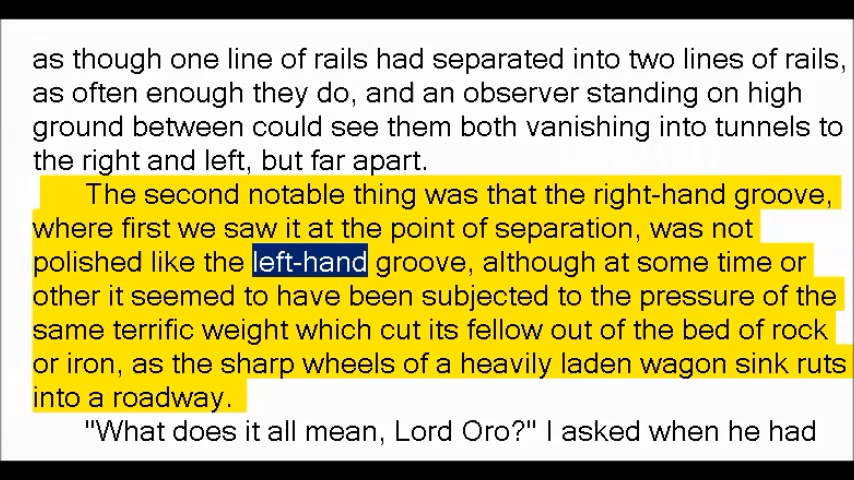 as though one line of rails had separated into two lines of rails,
as often enough they do, and an observer standing on high
ground between could see them both vanishing into tunnels to
the right and left, but far apart.
The second notable thing was that the right-hand groove,
where first we saw it at the point of separation, was not
polished like the left-hand groove, although at some time or
other it seemed to have been subjected to the pressure of the
same terrific weight which cut its fellow out of the bed of rock
or iron, as the sharp wheels of a heavily laden wagon sink ruts
into a roadway.
"What does it all mean, Lord Oro?" I asked when he had